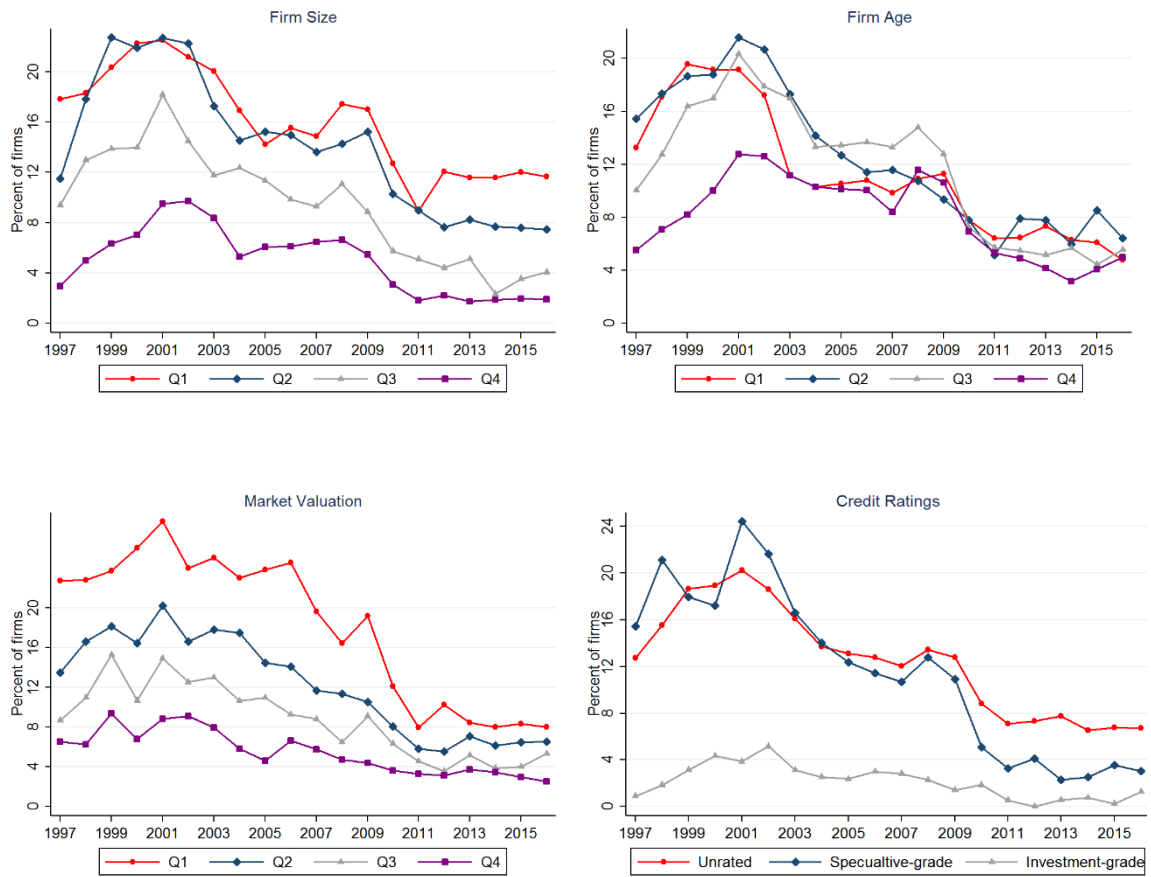 Firm Size
Percent of firms
20
16
12
8
4
0
1997 1999 2001 2003 2005 2007 2009 2011 2013 2015
Q1 Q2 Q3 Q4
Firm Age
Percent of firms
20
16
12
8
4
0
1997 1999 2001 2003 2005 2007 2009 2011 2013 2015
Q1 Q2 Q3 Q4
Market Valuation
Percent of firms
20
16
12
8
4
0
1997 1999 2001 2003 2005 2007 2009 2011 2013 2015
Q1 Q2 Q3 Q4
Credit Ratings
Percent of firms
24
20
16
12
8
4
0
1997 1999 2001 2003 2005 2007 2009 2011 2013 2015
Unrated Specualtive-grade Investment-grade